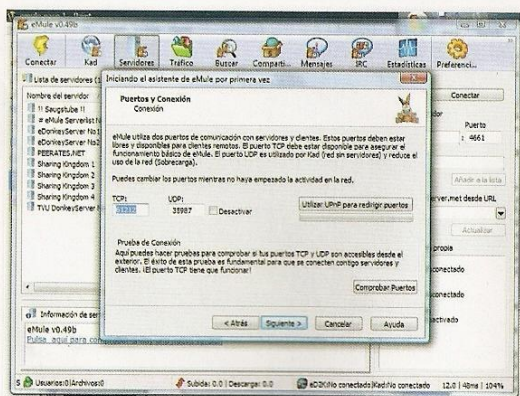 eMule v0.49b
Conectar Kad Servidores Tráfico Buscar Comparti... Mensajes IRC Estadísticas Preferenci...
Lista de servidores (1
Nombre del servidor
!! Saugstube !!
# eMule Serverlist N
eDonkeyServer No1
eDonkeyServer No2
PEERATES.NET
Sharing Kingdom 1
Sharing Kingdom 2
Sharing Kingdom 3
Sharing Kingdom 4
TVU DonkeyServer
Información de ser
eMule v0.49b
Pulsa aquí para com
Iniciando el asistente de eMule por primera vez
Puertos y Conexión
Conexión
eMule utiliza dos puertos de comunicación con servidores y clientes. Estos puertos deben estar
libres y disponibles para clientes remotos. El puerto TCP debe estar disponible para asegurar el
funcionamiento básico de eMule. El puerto UDP es utilizado por Kad (red sin servidores) y reduce el
uso de la red (Sobrecarga).
Puedes cambiar los puertos mientras no haya empezado la actividad en la red.
TCP: UDP:
38987 Desactivar Utilizar UPnP para redirigir puertos
Prueba de Conexión
Aquí puedes hacer pruebas para comprobar si tus puertos TCP y UDP son accesibles desde el
exterior. El éxito de esta prueba es fundamental para que se conecten contigo servidores y
clientes. ¡El puerto TCP tiene que funcionar!
Comprobar Puertos
< Atrás Siguiente > Cancelar Ayuda
Conectar
dor
Puerto
: 4661
Añadir a la lista
rver.met desde URL
Actualizar
propia
conectado
conectado
activado
Usuarios:0|Archivos:0 Subida: 0.0 | Descarga: 0.0 eD2K:No conectado|Kad:No conectado 12.0 | 48ms | 104%